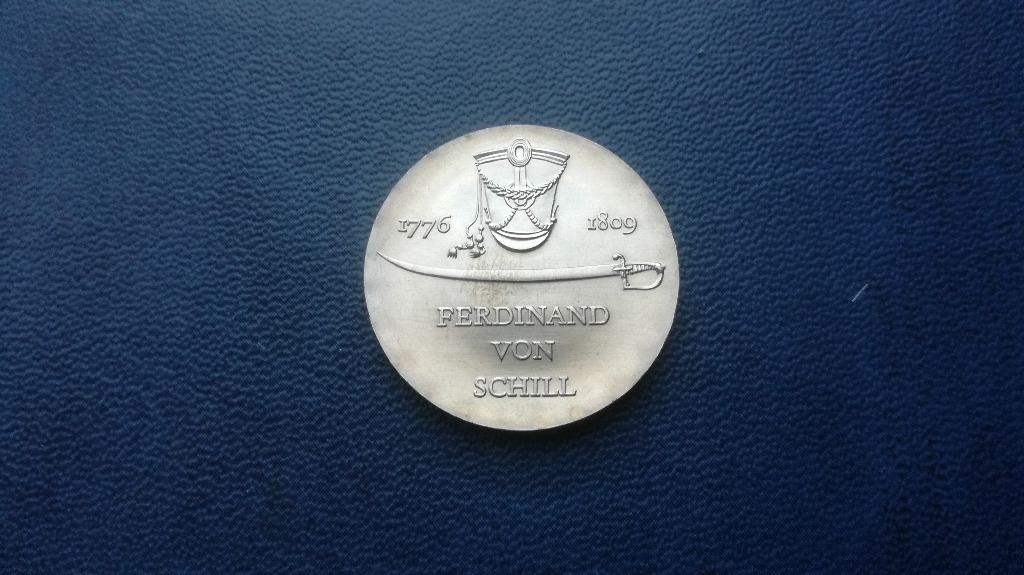 1776 1809
FERDINAND
VON
SCHILL